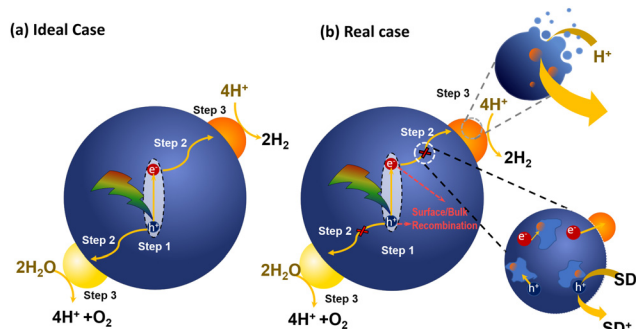 (a) Ideal Case
(b) Real case
Step 3
4H⁺
2H₂
Step 2
e⁻
h⁺
Step 2
Step 1
2H₂O
Step 3
4H⁺ +O₂
H⁺
Step 3
4H⁺
Step 2
2H₂
e⁻
Surface/Bulk
Recombination
h⁺
Step 2
Step 1
2H₂O
Step 3
4H⁺ + O₂
e⁻
e⁻
h⁺
h⁺
SD
SD⁺